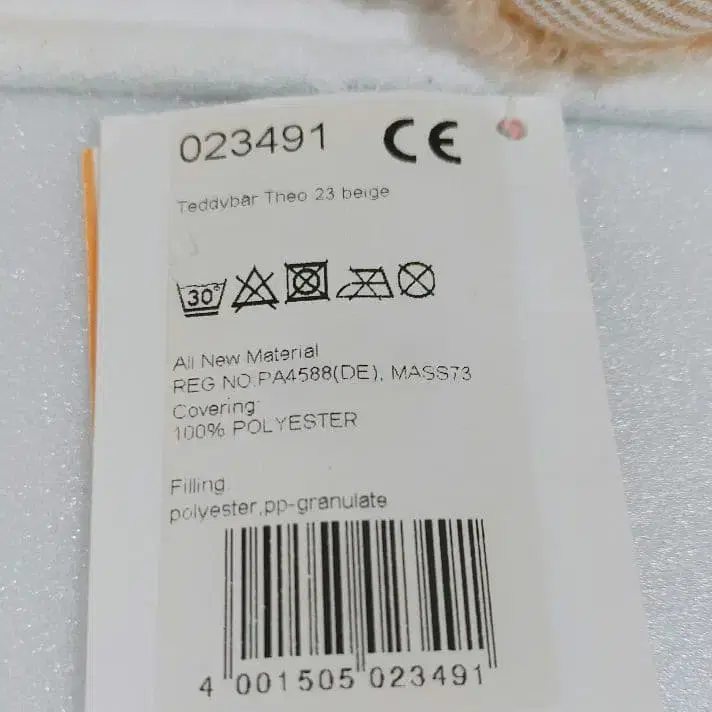 023491 CE
Teddybär Theo 23 beige
30°
All New Material
REG NO.PA4588(DE), MASS73
Covering:
100% POLYESTER
Filling:
polyester,pp-granulate
4 001505 023491